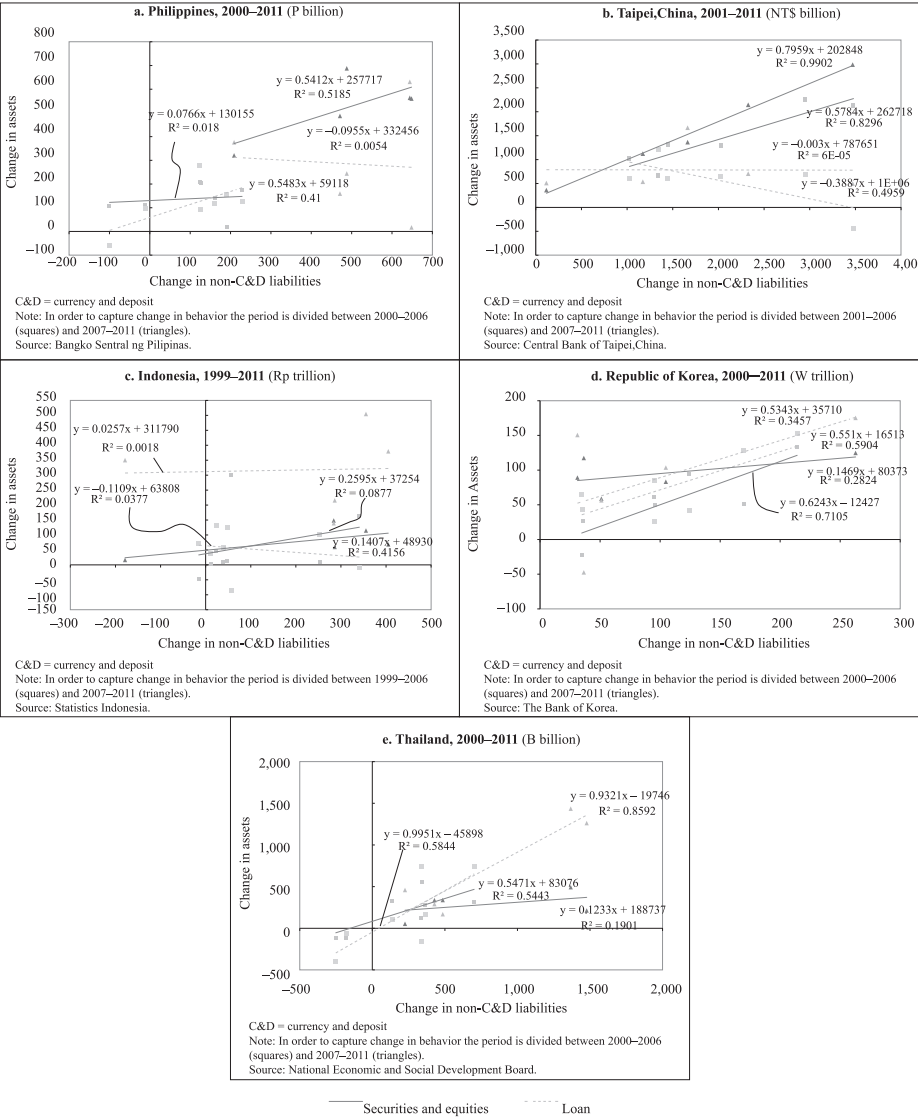 a. Philippines, 2000–2011 (P billion)
800
700
600
500
400
300
200
100
0
–100
–200
–100
0
100
200
300
400
500
600
700
Change in assets
Change in non-C&D liabilities
y = 0.5412x + 257717
R² = 0.5185
y = 0.0766x + 130155
R² = 0.018
y = –0.0955x + 332456
R² = 0.0054
y = 0.5483x + 59118
R² = 0.41
C&D = currency and deposit
Note: In order to capture change in behavior the period is divided between 2000–2006
(squares) and 2007–2011 (triangles).
Source: Bangko Sentral ng Pilipinas.
b. Taipei,China, 2001–2011 (NT$ billion)
3,500
3,000
2,500
2,000
1,500
1,000
500
0
–500
–1,000
0
500
1,000
1,500
2,000
2,500
3,000
3,500
4,000
Change in assets
Change in non-C&D liabilities
y = 0.7959x + 202848
R² = 0.9902
y = 0.5784x + 262718
R² = 0.8296
y = –0.003x + 787651
R² = 6E-05
y = –0.3887x + 1E+06
R² = 0.4959
C&D = currency and deposit
Note: In order to capture change in behavior the period is divided between 2001–2006
(squares) and 2007–2011 (triangles).
Source: Central Bank of Taipei,China.
c. Indonesia, 1999–2011 (Rp trillion)
550
500
450
400
350
300
250
200
150
100
50
0
–50
–100
–150
–300
–200
–100
0
100
200
300
400
500
Change in assets
Change in non-C&D liabilities
y = 0.0257x + 311790
R² = 0.0018
y = –0.1109x + 63808
R² = 0.0377
y = 0.2595x + 37254
R² = 0.0877
y = 0.1407x + 48930
R² = 0.4156
C&D = currency and deposit
Note: In order to capture change in behavior the period is divided between 1999–2006
(squares) and 2007–2011 (triangles).
Source: Statistics Indonesia.
d. Republic of Korea, 2000—2011 (W trillion)
200
150
100
50
0
–50
–100
0
50
100
150
200
250
300
Change in Assets
Change in non-C&D liabilities
y = 0.5343x + 35710
R² = 0.3457
y = 0.551x + 16513
R² = 0.5904
y = 0.1469x + 80373
R² = 0.2824
y = 0.6243x – 12427
R² = 0.7105
C&D = currency and deposit
Note: In order to capture change in behavior the period is divided between 2000–2006
(squares) and 2007–2011 (triangles).
Source: The Bank of Korea.
e. Thailand, 2000–2011 (B billion)
2,000
1,500
1,000
500
0
–500
–500
0
500
1,000
1,500
2,000
Change in assets
Change in non-C&D liabilities
y = 0.9321x – 19746
R² = 0.8592
y = 0.9951x – 45898
R² = 0.5844
y = 0.5471x + 83076
R² = 0.5443
y = 0.1233x + 188737
R² = 0.1901
C&D = currency and deposit
Note: In order to capture change in behavior the period is divided between 2000–2006
(squares) and 2007–2011 (triangles).
Source: National Economic and Social Development Board.
Securities and equities
Loan